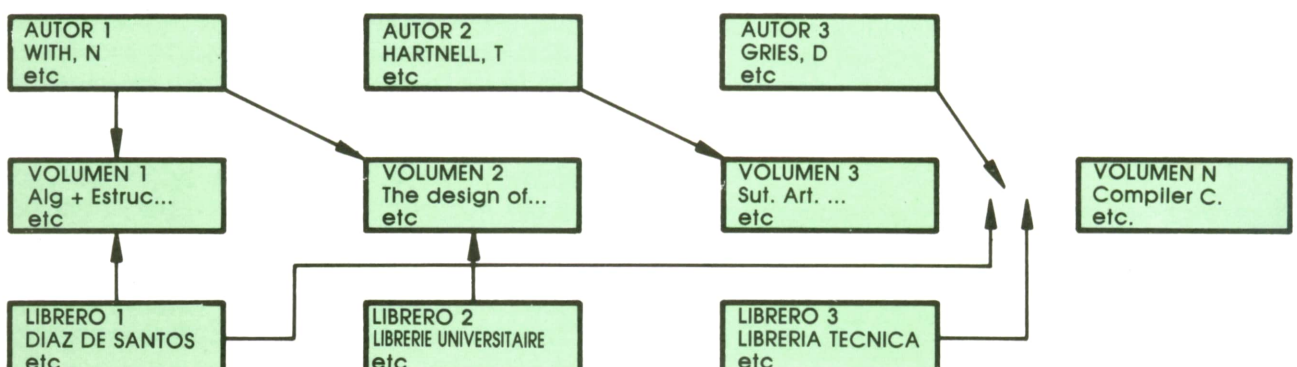 AUTOR 1
WITH, N
etc
AUTOR 2
HARTNELL, T
etc
AUTOR 3
GRIES, D
etc
VOLUMEN 1
Alg + Estruc...
etc
VOLUMEN 2
The design of...
etc
VOLUMEN 3
Sut. Art. ...
etc
VOLUMEN N
Compiler C.
etc.
LIBRERO 1
DIAZ DE SANTOS
etc
LIBRERO 2
LIBRERIE UNIVERSITAIRE
etc
LIBRERO 3
LIBRERIA TECNICA
etc